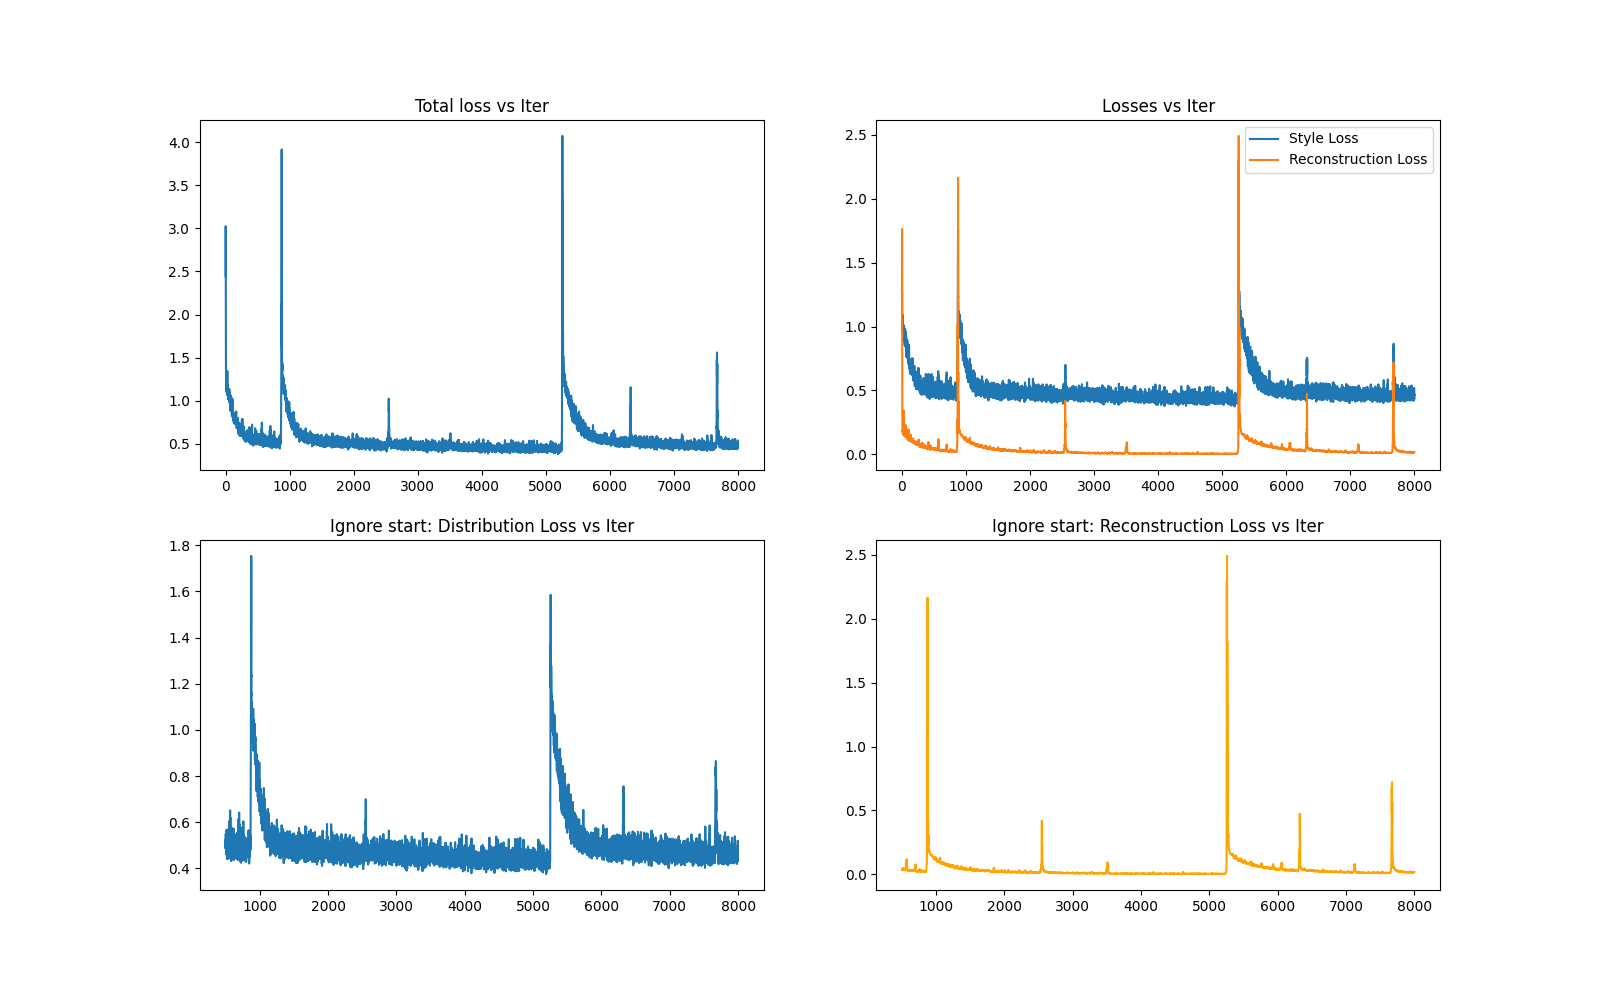 Total loss vs Iter
4.0
3.5
3.0
2.5
2.0
1.5
1.0
0.5
0 1000 2000 3000 4000 5000 6000 7000 8000
Losses vs Iter
Style Loss
Reconstruction Loss
2.5
2.0
1.5
1.0
0.5
0.0
0 1000 2000 3000 4000 5000 6000 7000 8000
Ignore start: Distribution Loss vs Iter
1.8
1.6
1.4
1.2
1.0
0.8
0.6
0.4
1000 2000 3000 4000 5000 6000 7000 8000
Ignore start: Reconstruction Loss vs Iter
2.5
2.0
1.5
1.0
0.5
0.0
1000 2000 3000 4000 5000 6000 7000 8000